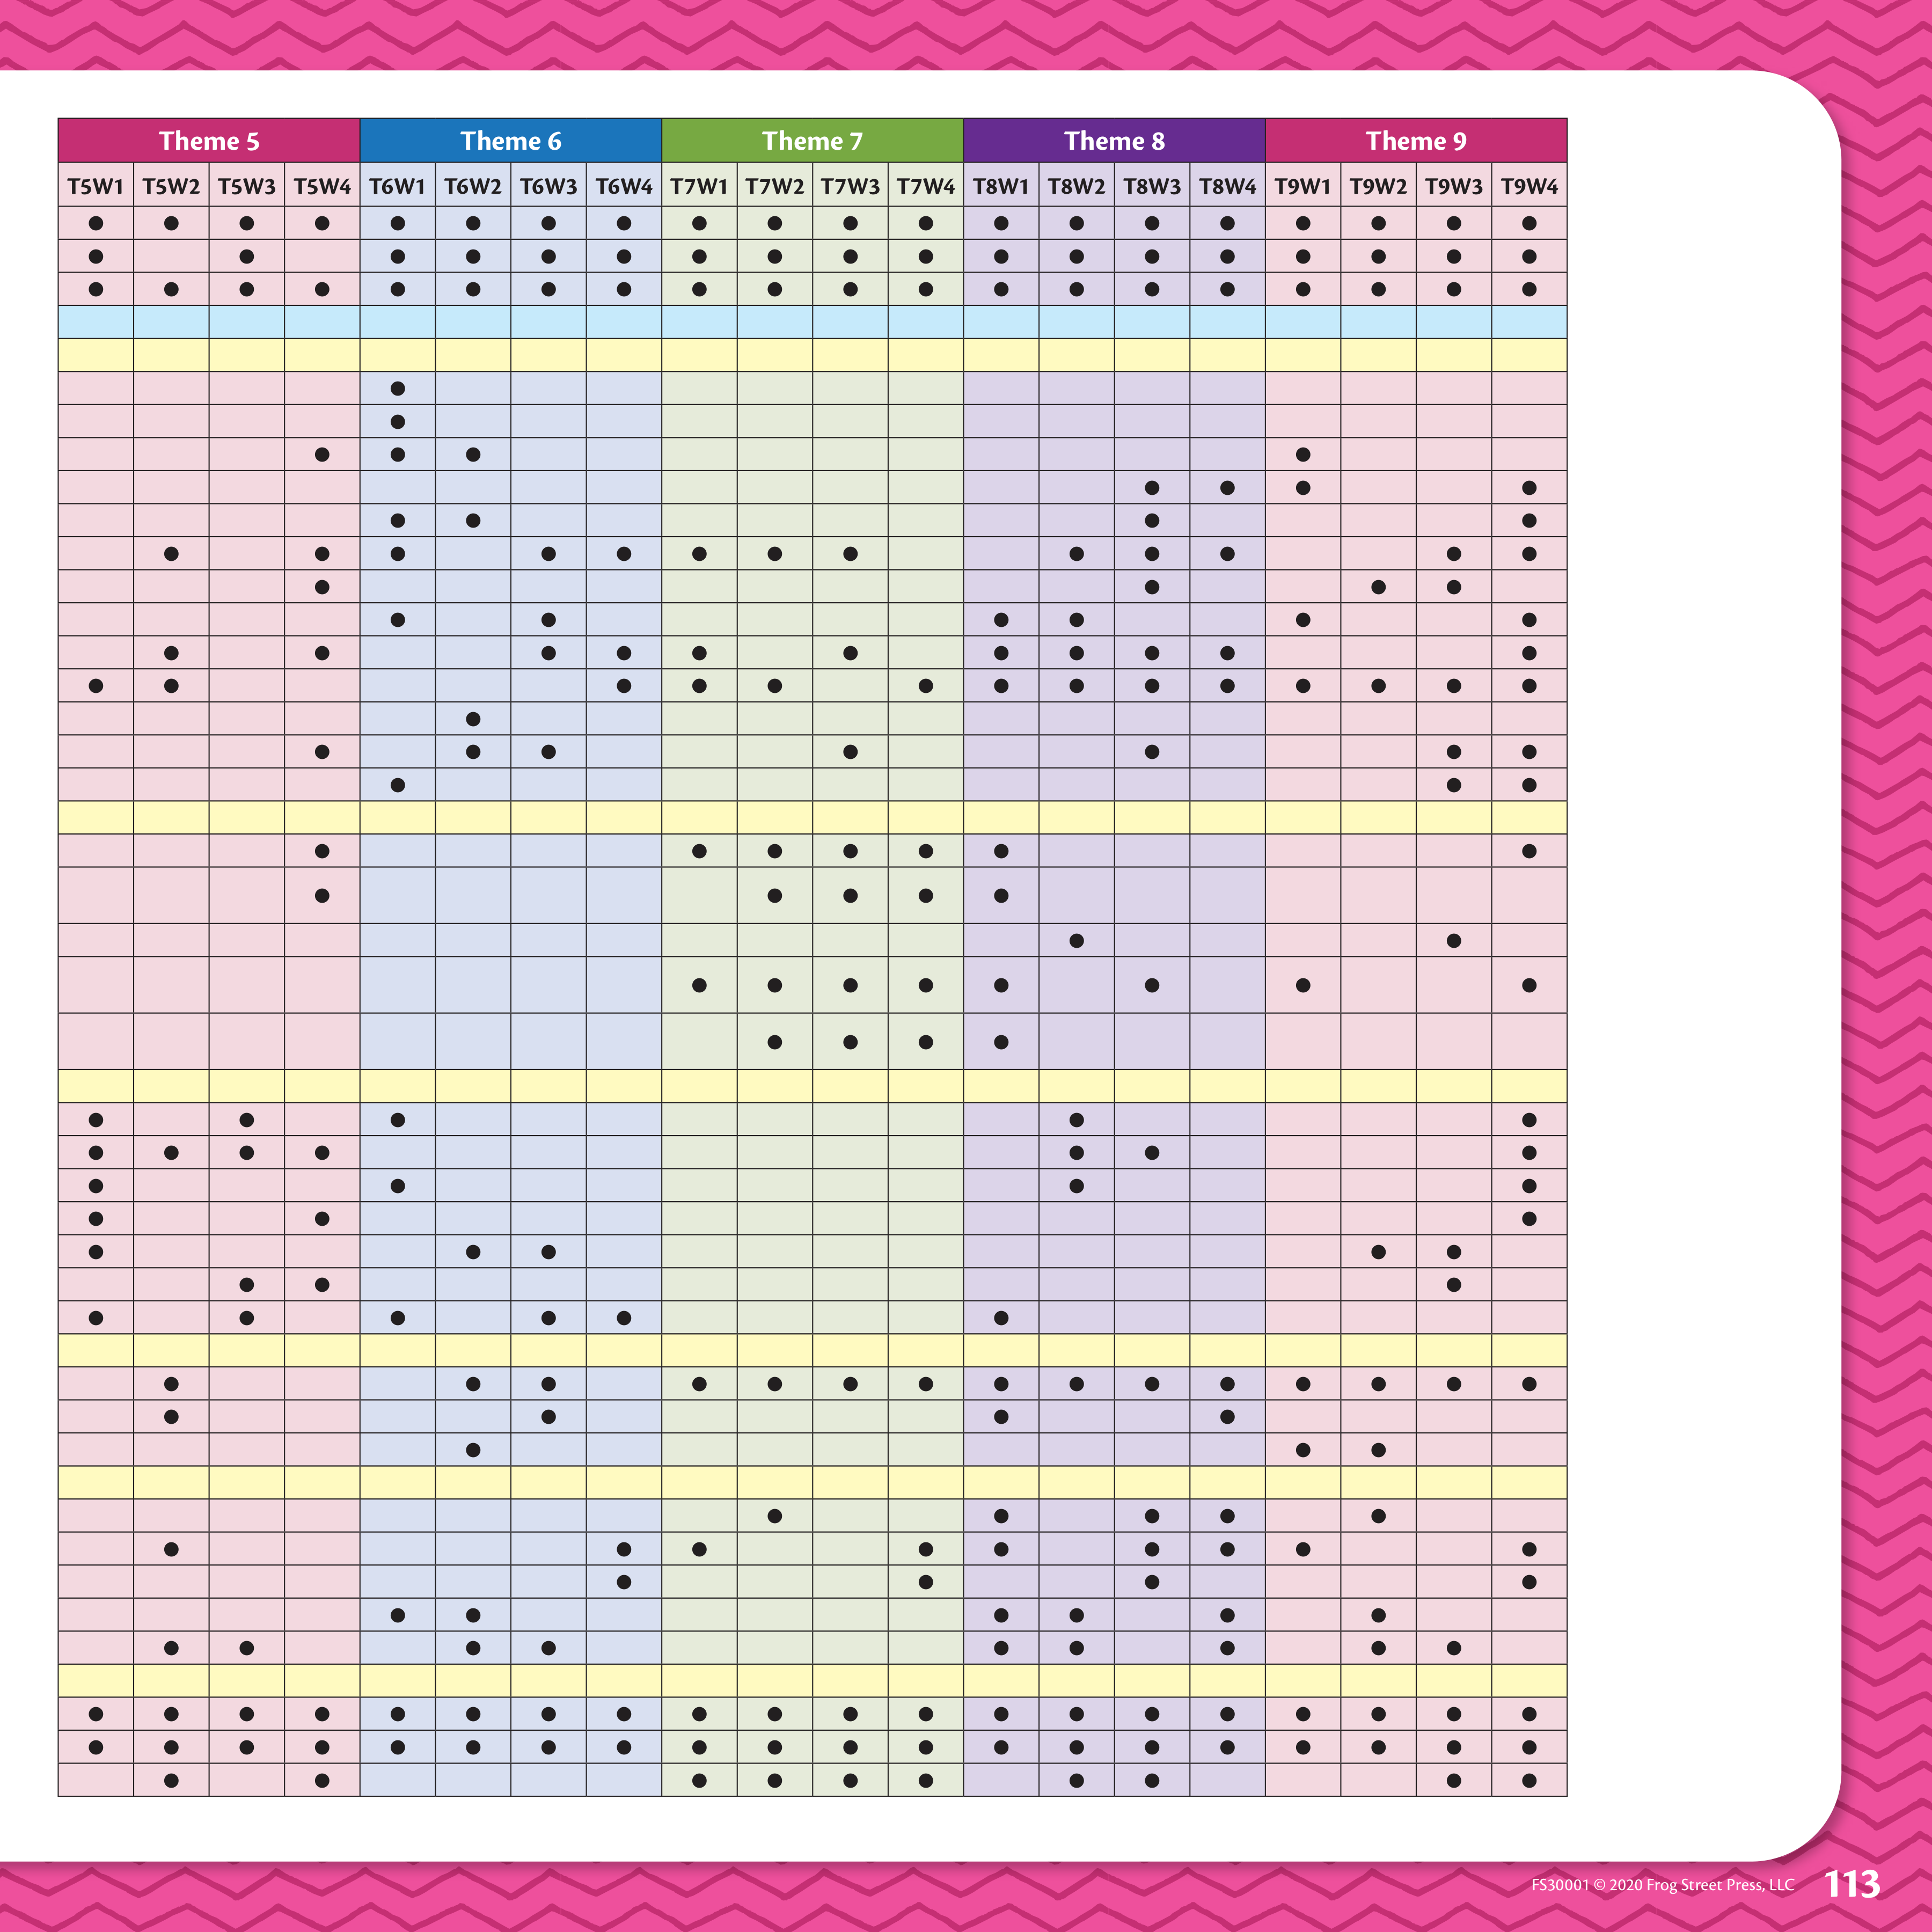 Theme 5 Theme 6 Theme 7 Theme 8 Theme 9
T5W1 T5W2 T5W3 T5W4 T6W1 T6W2 T6W3 T6W4 T7W1 T7W2 T7W3 T7W4 T8W1 T8W2 T8W3 T8W4 T9W1 T9W2 T9W3 T9W4
FS30001 © 2020 Frog Street Press, LLC 113